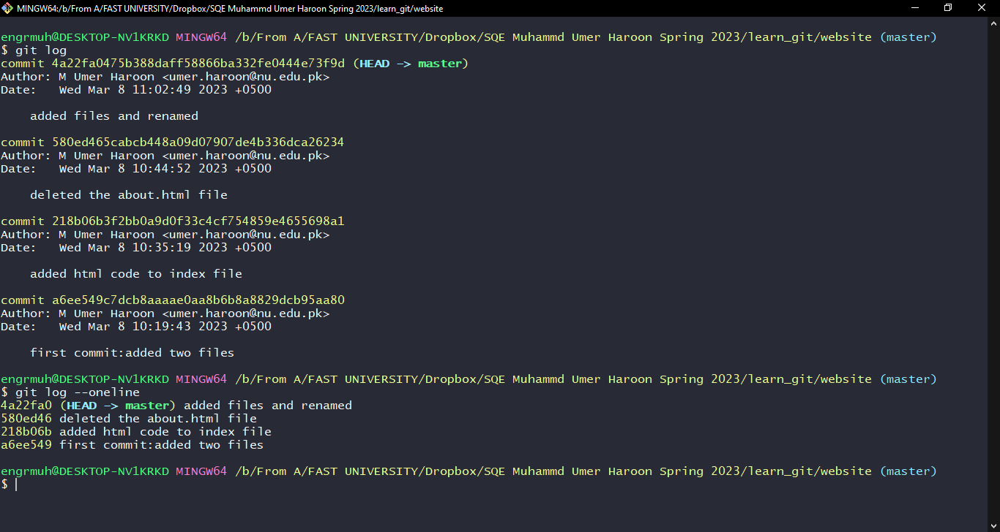 MINGW64:/b/From A/FAST UNIVERSITY/Dropbox/SQE Muhammd Umer Haroon Spring 2023/learn_git/website
engrmuh@DESKTOP-NV1KRKD MINGW64 /b/From A/FAST UNIVERSITY/Dropbox/SQE Muhammd Umer Haroon Spring 2023/learn_git/website (master)
$ git log
commit 4a22fa0475b388daff58866ba332fe0444e73f9d (HEAD -> master)
Author: M Umer Haroon <umer.haroon@nu.edu.pk>
Date:   Wed Mar 8 11:02:49 2023 +0500

    added files and renamed

commit 580ed465cabcb448a09d07907de4b336dca26234
Author: M Umer Haroon <umer.haroon@nu.edu.pk>
Date:   Wed Mar 8 10:44:52 2023 +0500

    deleted the about.html file

commit 218b06b3f2bb0a9d0f33c4cf754859e4655698a1
Author: M Umer Haroon <umer.haroon@nu.edu.pk>
Date:   Wed Mar 8 10:35:19 2023 +0500

    added html code to index file

commit a6ee549c7dcb8aaaae0aa8b6b8a8829dcb95aa80
Author: M Umer Haroon <umer.haroon@nu.edu.pk>
Date:   Wed Mar 8 10:19:43 2023 +0500

    first commit:added two files

engrmuh@DESKTOP-NV1KRKD MINGW64 /b/From A/FAST UNIVERSITY/Dropbox/SQE Muhammd Umer Haroon Spring 2023/learn_git/website (master)
$ git log --oneline
4a22fa0 (HEAD -> master) added files and renamed
580ed46 deleted the about.html file
218b06b added html code to index file
a6ee549 first commit:added two files

engrmuh@DESKTOP-NV1KRKD MINGW64 /b/From A/FAST UNIVERSITY/Dropbox/SQE Muhammd Umer Haroon Spring 2023/learn_git/website (master)
$